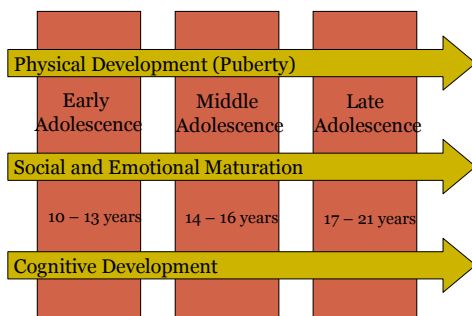 Physical Development (Puberty)
Early Adolescence
Middle Adolescence
Late Adolescence
Social and Emotional Maturation
10 – 13 years
14 – 16 years
17 – 21 years
Cognitive Development